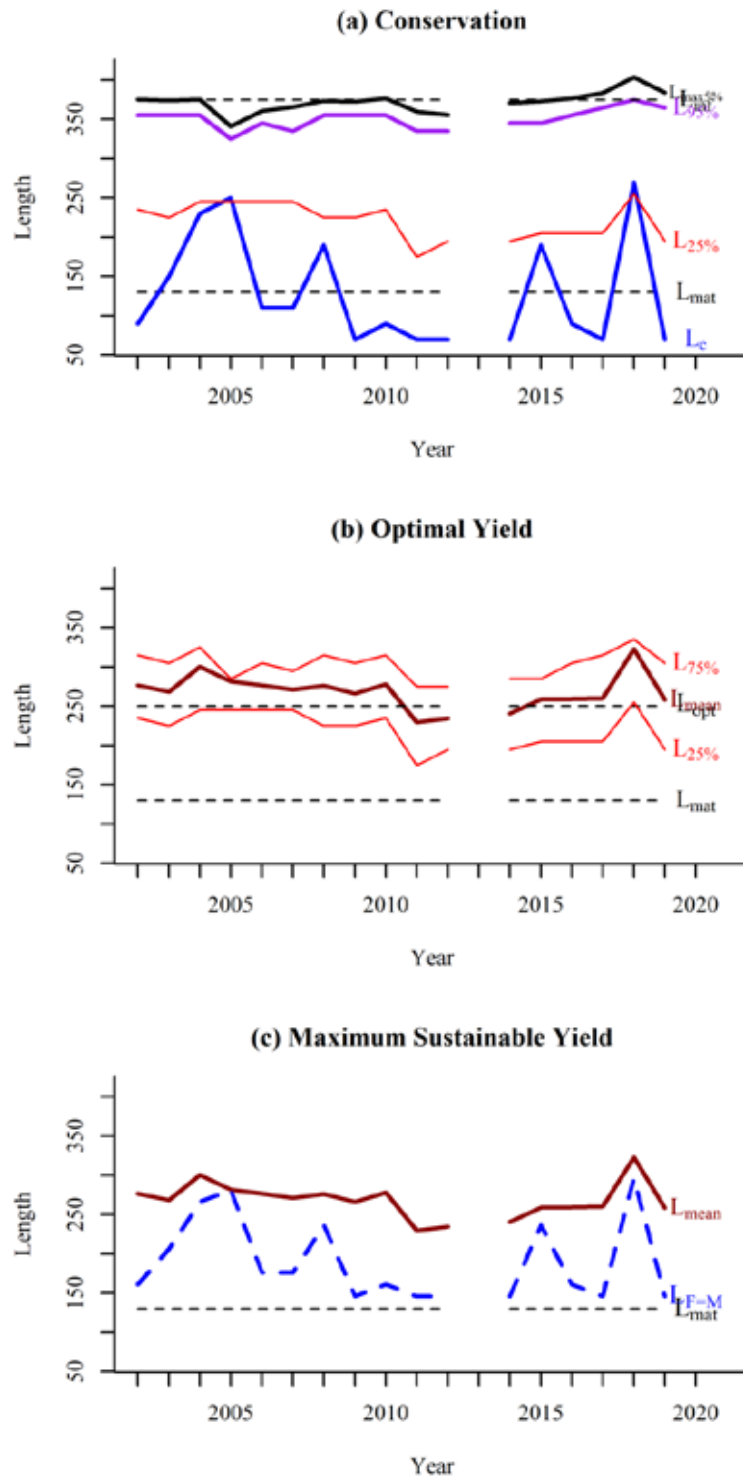 (a) Conservation
Length
50 150 250 350
Lmax5%
L95%
L25%
Lmat
Lc
2005 2010 2015 2020
Year
(b) Optimal Yield
Length
50 150 250 350
L75%
Lmean
Lopt
L25%
Lmat
2005 2010 2015 2020
Year
(c) Maximum Sustainable Yield
Length
50 150 250 350
Lmean
LF=M
Lmat
2005 2010 2015 2020
Year